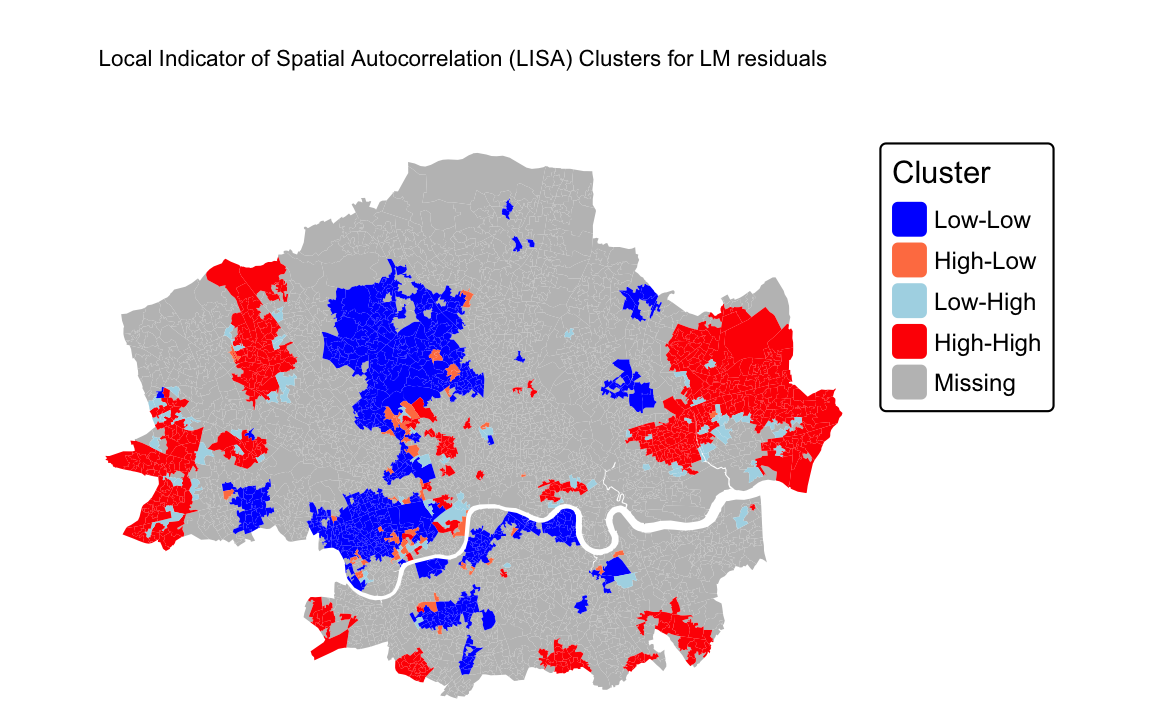 Local Indicator of Spatial Autocorrelation (LISA) Clusters for LM residuals
Cluster
Low-Low
High-Low
Low-High
High-High
Missing